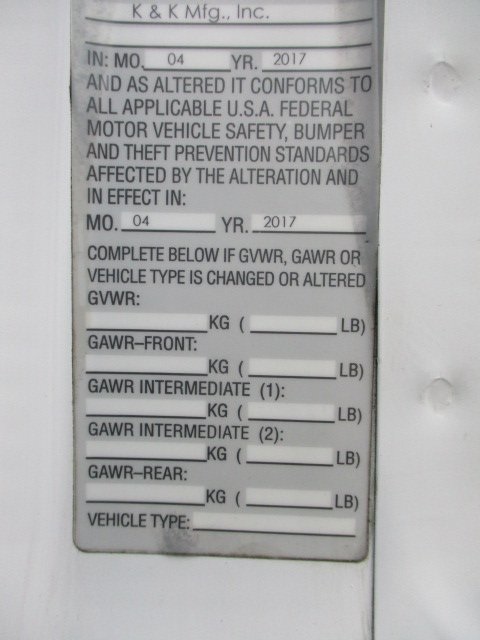 K & K Mfg., Inc.
IN: MO. 04 YR. 2017
AND AS ALTERED IT CONFORMS TO
ALL APPLICABLE U.S.A. FEDERAL
MOTOR VEHICLE SAFETY, BUMPER
AND THEFT PREVENTION STANDARDS
AFFECTED BY THE ALTERATION AND
IN EFFECT IN:
MO. 04 YR. 2017
COMPLETE BELOW IF GVWR, GAWR OR
VEHICLE TYPE IS CHANGED OR ALTERED
GVWR:
KG ( LB)
GAWR–FRONT:
KG ( LB)
GAWR INTERMEDIATE (1):
KG ( LB)
GAWR INTERMEDIATE (2):
KG ( LB)
GAWR–REAR:
KG ( LB)
VEHICLE TYPE: